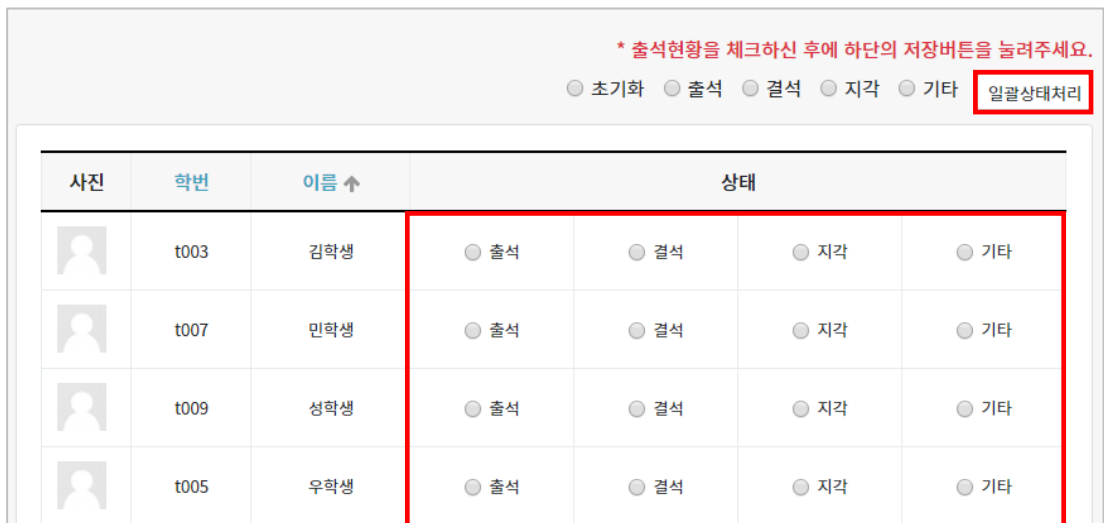 * 출석현황을 체크하신 후에 하단의 저장버튼을 눌려주세요.
초기화 출석 결석 지각 기타 일괄상태처리
사진 학번 이름 상태
t003 김학생 출석 결석 지각 기타
t007 민학생 출석 결석 지각 기타
t009 성학생 출석 결석 지각 기타
t005 우학생 출석 결석 지각 기타